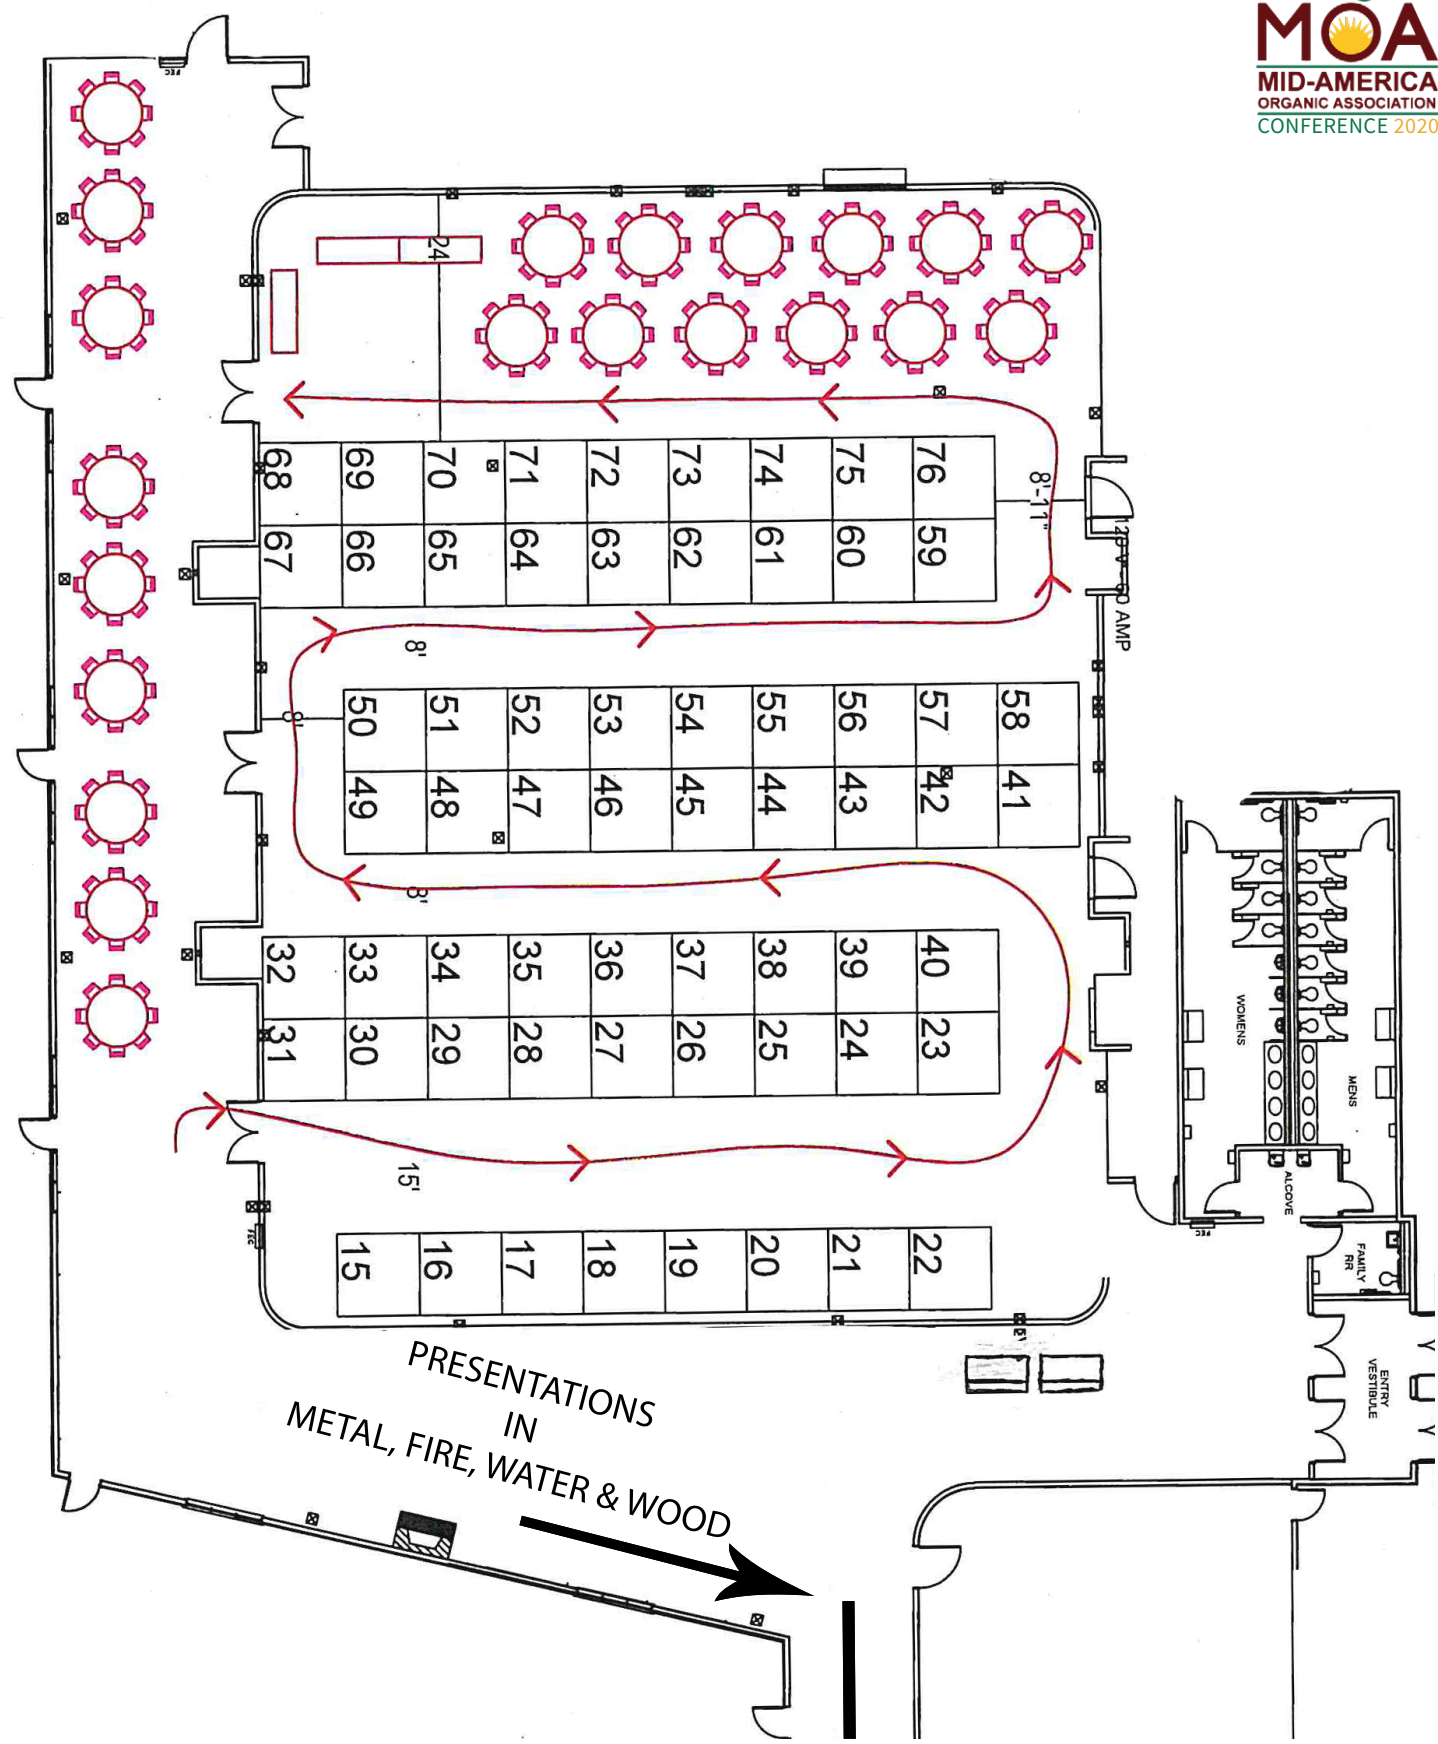 MOA
MID-AMERICA
ORGANIC ASSOCIATION
CONFERENCE 2020
FEC
24
68 69 70 71 72 73 74 75 76
8'-11"
67 66 65 64 63 62 61 60 59
8'
50 51 52 53 54 55 56 57 58
8'
49 48 47 46 45 44 43 42 41
8'
32 33 34 35 36 37 38 39 40
31 30 29 28 27 26 25 24 23
15'
FEC
15 16 17 18 19 20 21 22
WOMENS
MENS
ALCOVE
FEC
FAMILY
RR
ENTRY
VESTIBULE
PRESENTATIONS
IN
METAL, FIRE, WATER & WOOD